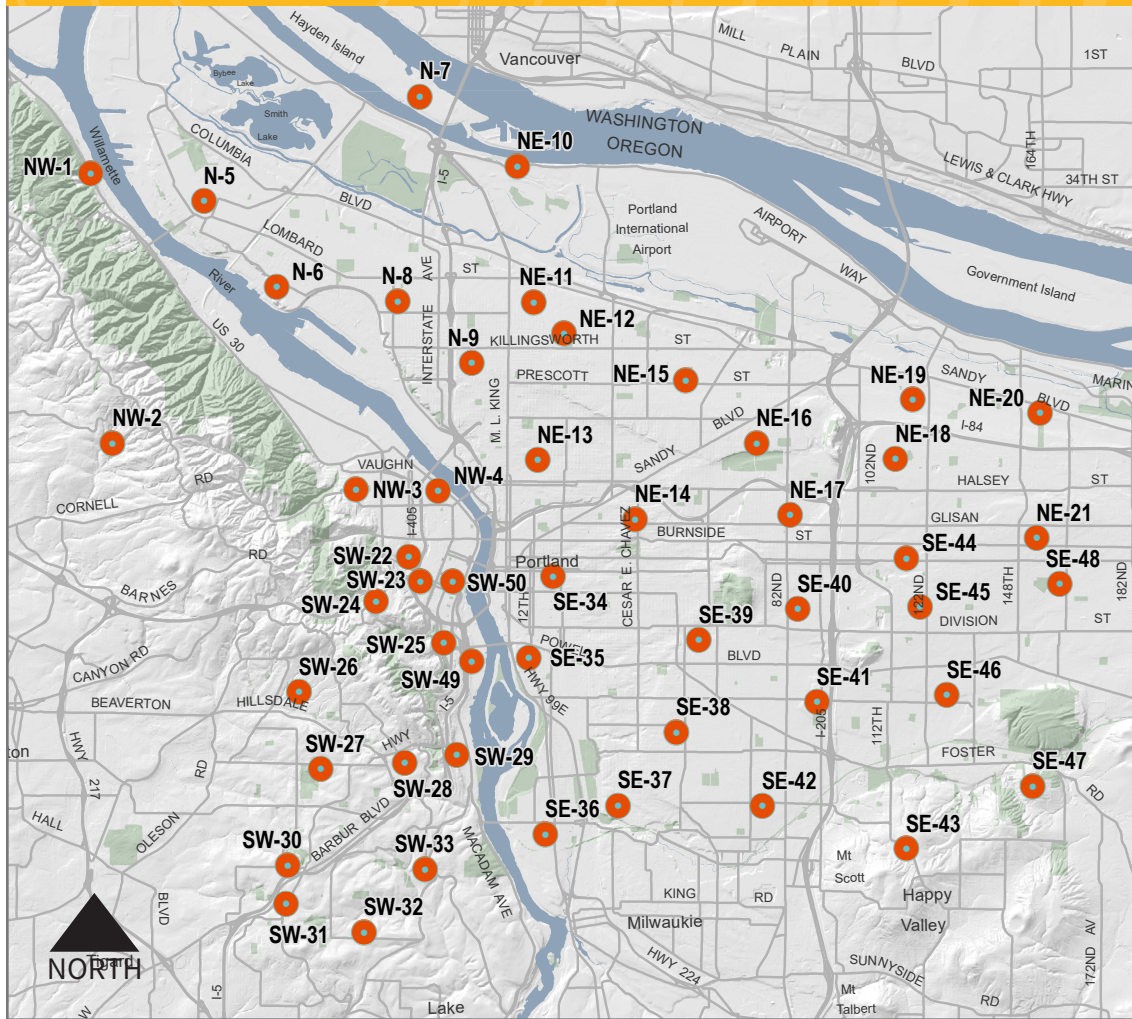 Hayden Island
N-7
Vancouver
MILL
PLAIN
BLVD
1ST
Bybee
Lake
Smith
Lake
WASHINGTON
OREGON
NE-10
164TH
LEWIS & CLARK HWY
34TH ST
NW-1
Willamette
COLUMBIA
N-5
BLVD
I-5
Portland
International
Airport
AIRPORT
WAY
Government Island
LOMBARD
ST
AVE
N-6
N-8
NE-11
River
US 30
NE-12
KILLINGSWORTH
ST
N-9
INTERSTATE
M. L. KING
PRESCOTT
NE-15
ST
NE-19
SANDY
BLVD
MARIN
NE-20
I-84
NW-2
NE-13
SANDY
BLVD
NE-16
102ND
NE-18
VAUGHN
RD
CORNELL
NW-3
NW-4
I-405
NE-14
NE-17
HALSEY
ST
GLISAN
BURNSIDE
ST
NE-21
RD
SW-22
SW-23
SW-50
Portland
SE-34
CESAR E. CHAVEZ
12TH
SE-44
SE-48
BARNES
SW-24
82ND
SE-40
122ND
SE-45
148TH
182ND
SE-39
DIVISION
ST
SW-25
SW-49
POWEL
BLVD
SE-35
CANYON RD
SW-26
BEAVERTON
HILLSDALE
HWY
I-5
HWY 99E
SE-41
I-205
SE-46
SE-38
112TH
ton
HWY
217
SW-27
SW-28
SW-29
FOSTER
RD
SE-47
HALL
OLESON
RD
BARBUR BLVD
SE-37
SE-42
SE-36
SE-43
SW-30
SW-33
MACADAM AVE
Mt
Scott
KING
RD
Happy
Valley
BLVD
SW-31
SW-32
Milwaukie
Tigard
NORTH
HWY 224
SUNNYSIDE
RD
172ND AV
I-5
W
Lake
Mt
Talbert